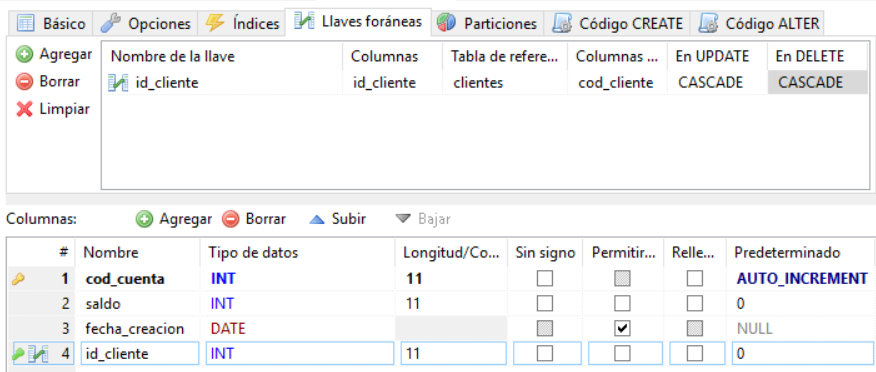 Básico Opciones Índices Llaves foráneas Particiones Código CREATE Código ALTER
Agregar
Borrar
Limpiar
Nombre de la llave Columnas Tabla de refere... Columnas ... En UPDATE En DELETE
id_cliente id_cliente clientes cod_cliente CASCADE CASCADE
Columnas: Agregar Borrar Subir Bajar
# Nombre Tipo de datos Longitud/Co... Sin signo Permitir... Relle... Predeterminado
1 cod_cuenta INT 11 AUTO_INCREMENT
2 saldo INT 11 0
3 fecha_creacion DATE NULL
4 id_cliente INT 11 0